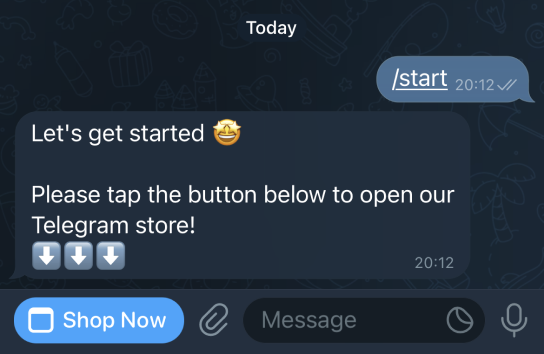 Today
/start 20:12
Let's get started 🤩
Please tap the button below to open our
Telegram store!
⬇️⬇️⬇️
20:12
Shop Now
Message